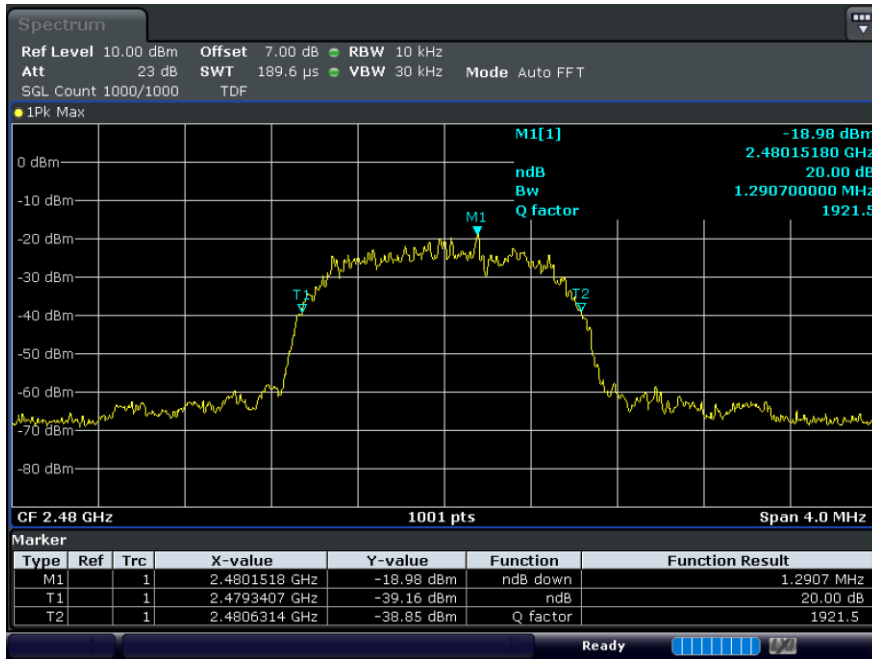 Spectrum
Ref Level 10.00 dBm Offset 7.00 dB RBW 10 kHz
Att 23 dB SWT 189.6 µs VBW 30 kHz Mode Auto FFT
SGL Count 1000/1000 TDF
1Pk Max
M1[1] -18.98 dBm
2.48015180 GHz
0 dBm
ndB 20.00 dB
Bw 1.290700000 MHz
-10 dBm
Q factor 1921.5
M1
-20 dBm
-30 dBm
T1 T2
-40 dBm
-50 dBm
-60 dBm
-70 dBm
-80 dBm
CF 2.48 GHz 1001 pts Span 4.0 MHz
Marker
Type Ref Trc X-value Y-value Function Function Result
M1 1 2.4801518 GHz -18.98 dBm ndB down 1.2907 MHz
T1 1 2.4793407 GHz -39.16 dBm ndB 20.00 dB
T2 1 2.4806314 GHz -38.85 dBm Q factor 1921.5
Ready